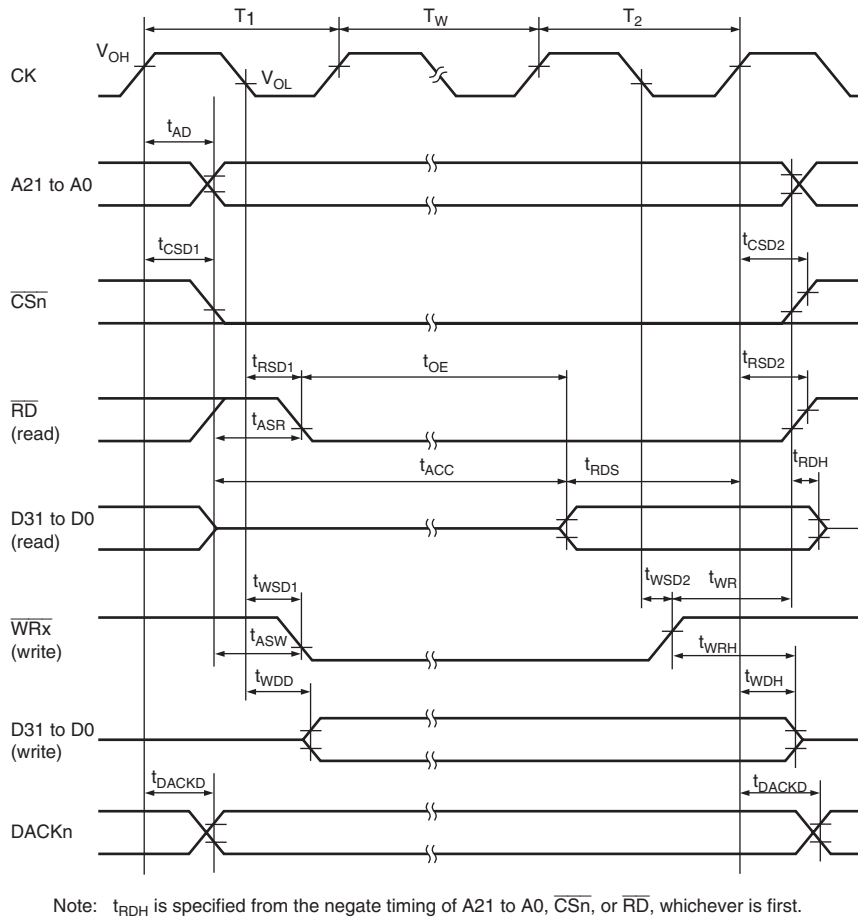 T1 TW T2
VOH
CK
VOL
tAD
A21 to A0
tCSD1 tCSD2
CSn
tRSD1 tOE tRSD2
RD
(read)
tASR
tACC tRDS tRDH
D31 to D0
(read)
tWSD1 tWSD2 tWR
WRx
(write)
tASW tWRH
tWDD tWDH
D31 to D0
(write)
tDACKD tDACKD
DACKn
Note: tRDH is specified from the negate timing of A21 to A0, CSn, or RD, whichever is first.